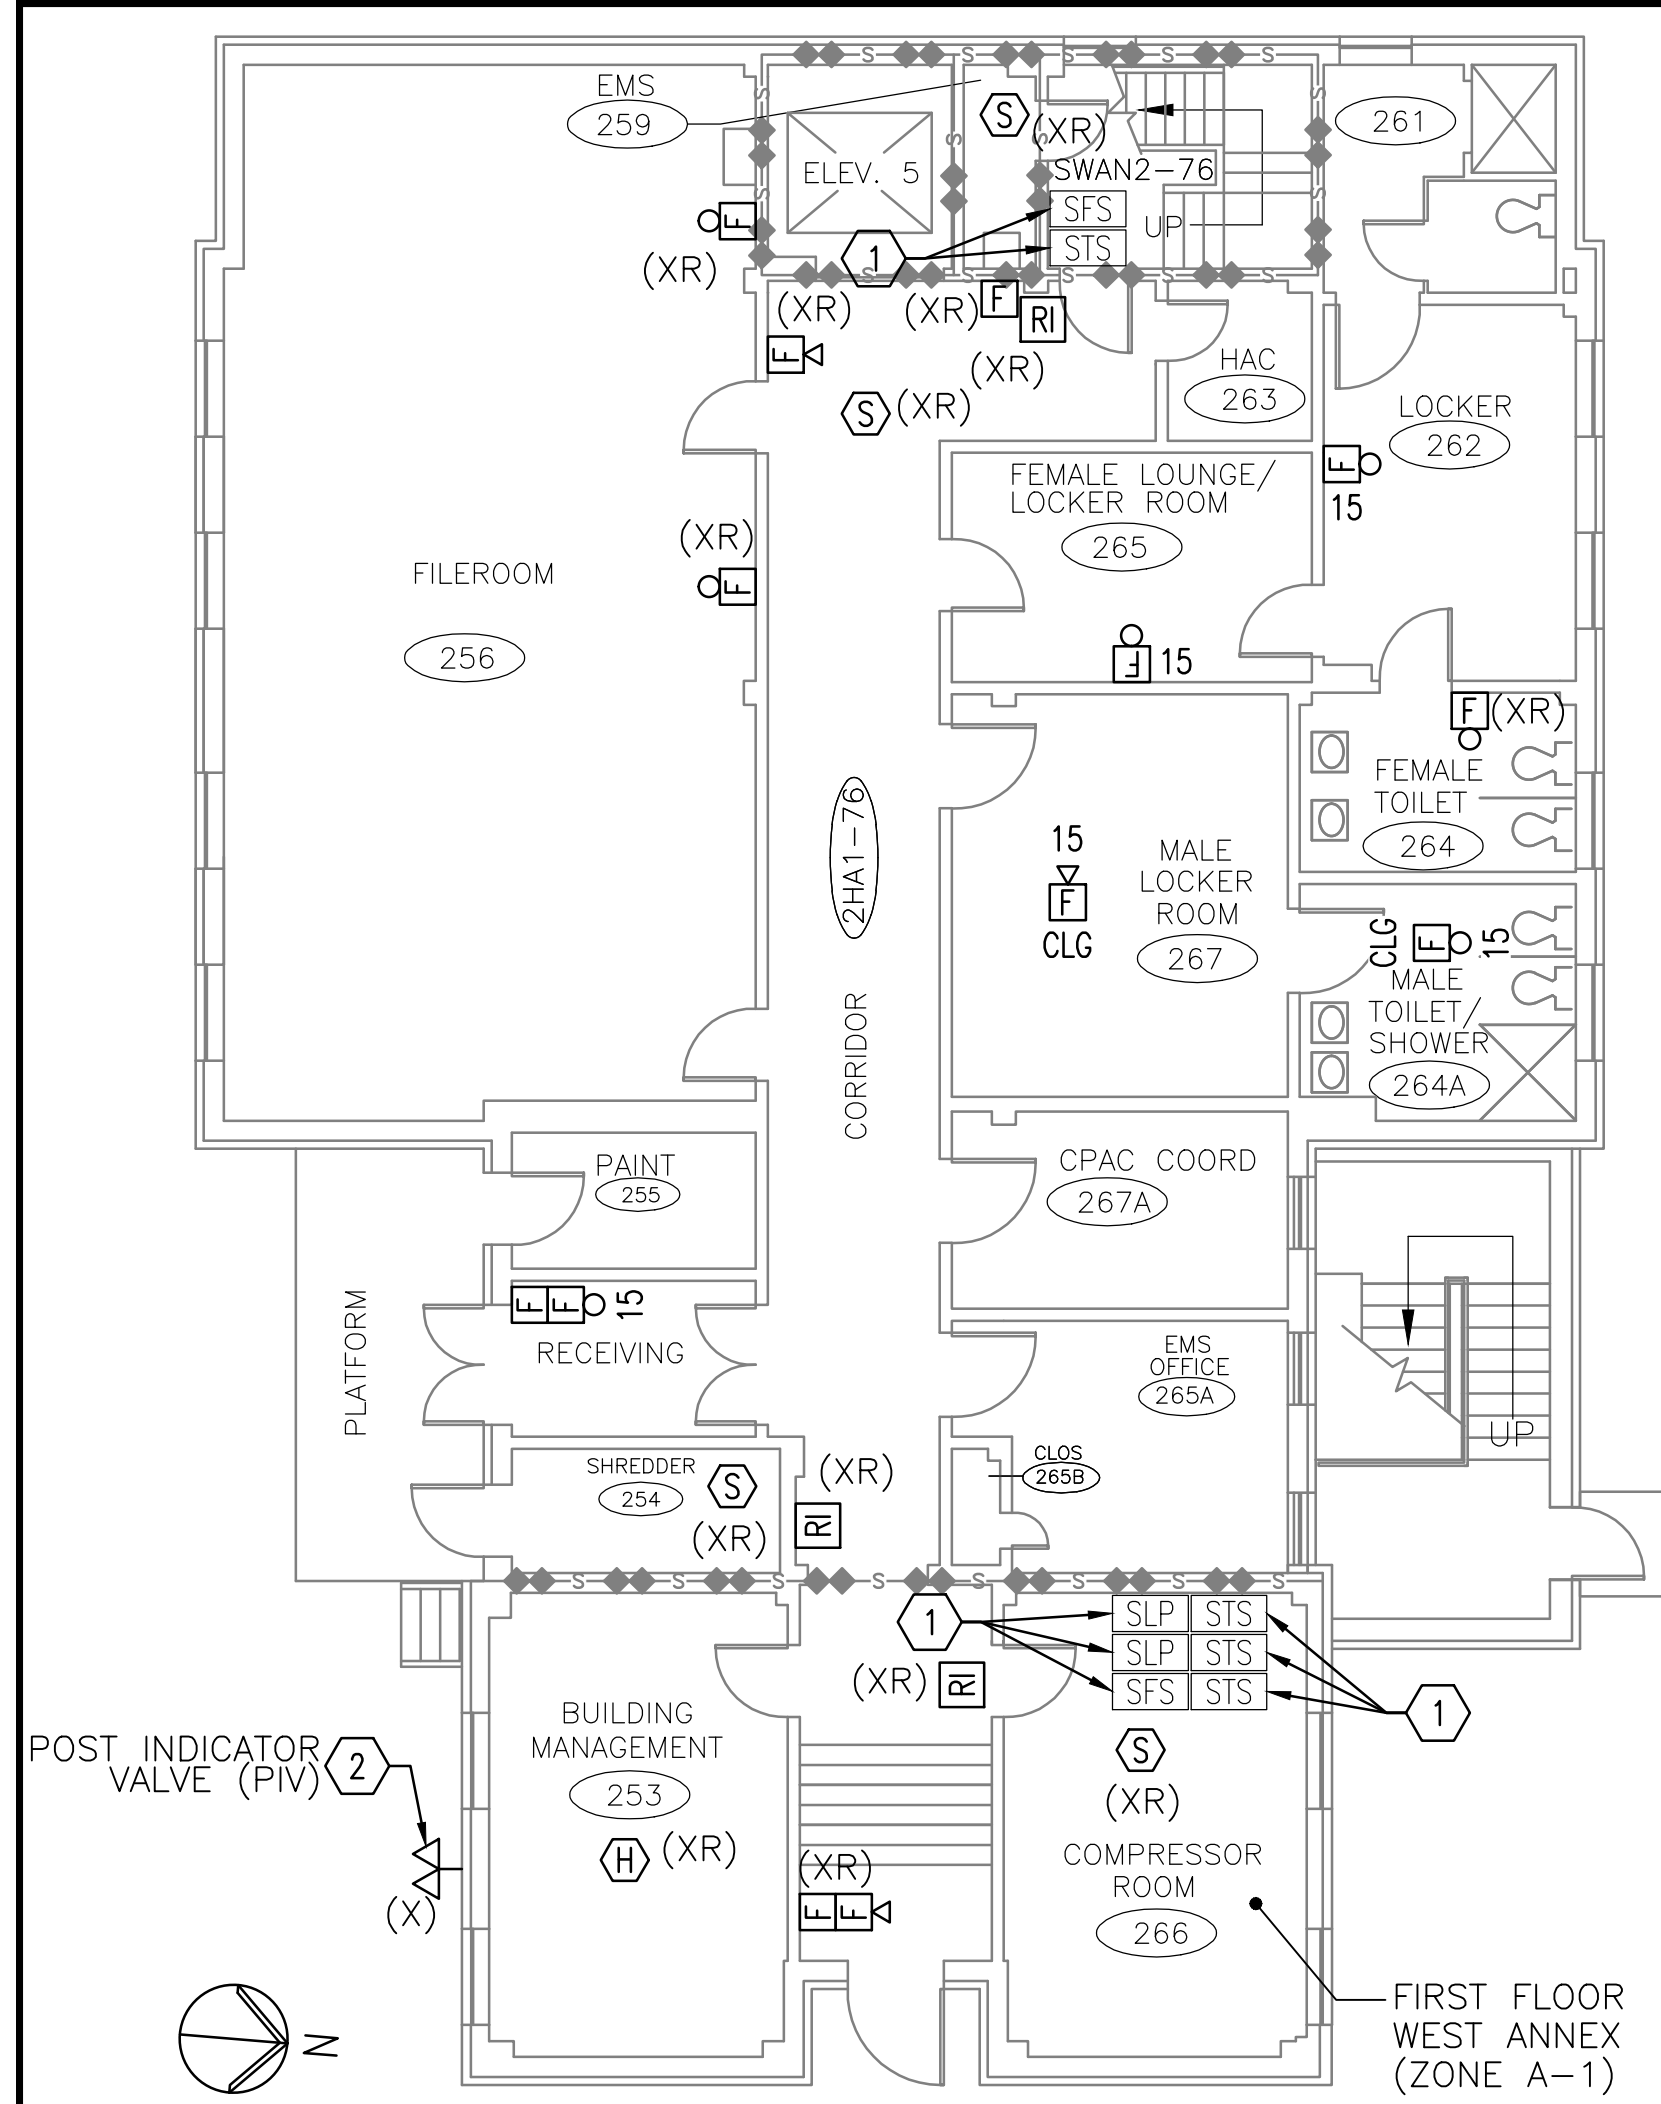 S S S S S
EMS
259
S
(XR)
261
S
S
S
S
ELEV. 5
SWAN2-76
S
S
SFS
STS
UP
1
F
(XR)
S S S S
(XR)
(XR)
F
RI
F
(XR)
HAC
263
S
(XR)
LOCKER
262
F
15
FEMALE LOUNGE/
LOCKER ROOM
265
(XR)
F
FILEROOM
256
F
15
F
(XR)
FEMALE
TOILET
264
2HA1-76
15
F
CLG
MALE
LOCKER
ROOM
267
CLG
F
15
MALE
TOILET/
SHOWER
264A
CORRIDOR
PAINT
255
CPAC COORD
267A
PLATFORM
F F
15
RECEIVING
EMS
OFFICE
265A
UP
SHREDDER
254
S
(XR)
(XR)
RI
CLOS
265B
S S S S S S S S
1
SLP STS
SLP STS
SFS STS
1
(XR)
RI
BUILDING
MANAGEMENT
253
S
(XR)
POST INDICATOR
VALVE (PIV)
2
H
(XR)
(X)
(XR)
F F
COMPRESSOR
ROOM
266
FIRST FLOOR
WEST ANNEX
(ZONE A-1)
N